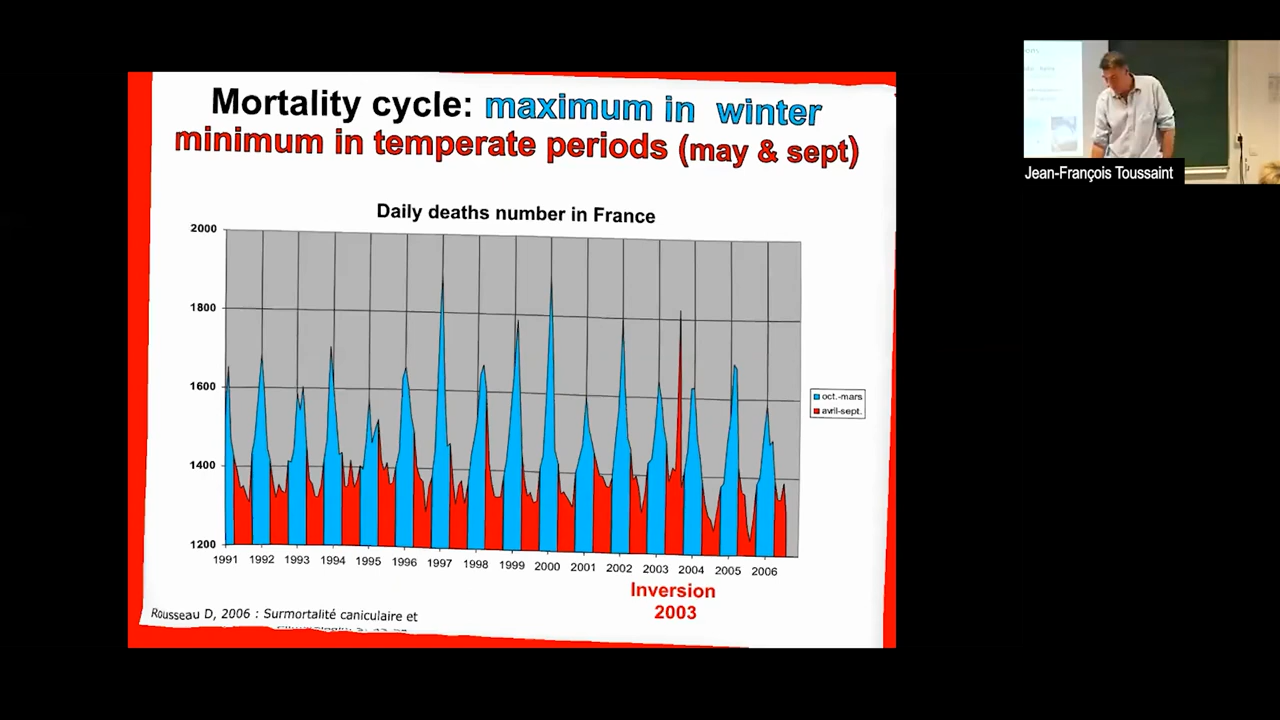 Mortality cycle: maximum in winter
minimum in temperate periods (may & sept)
Daily deaths number in France
2000
1800
1600
1400
1200
1991 1992 1993 1994 1995 1996 1997 1998 1999 2000 2001 2002 2003 2004 2005 2006
oct.-mars
avril-sept.
Inversion
2003
Rousseau D, 2006 : Surmortalité caniculaire et
Jean-François Toussaint